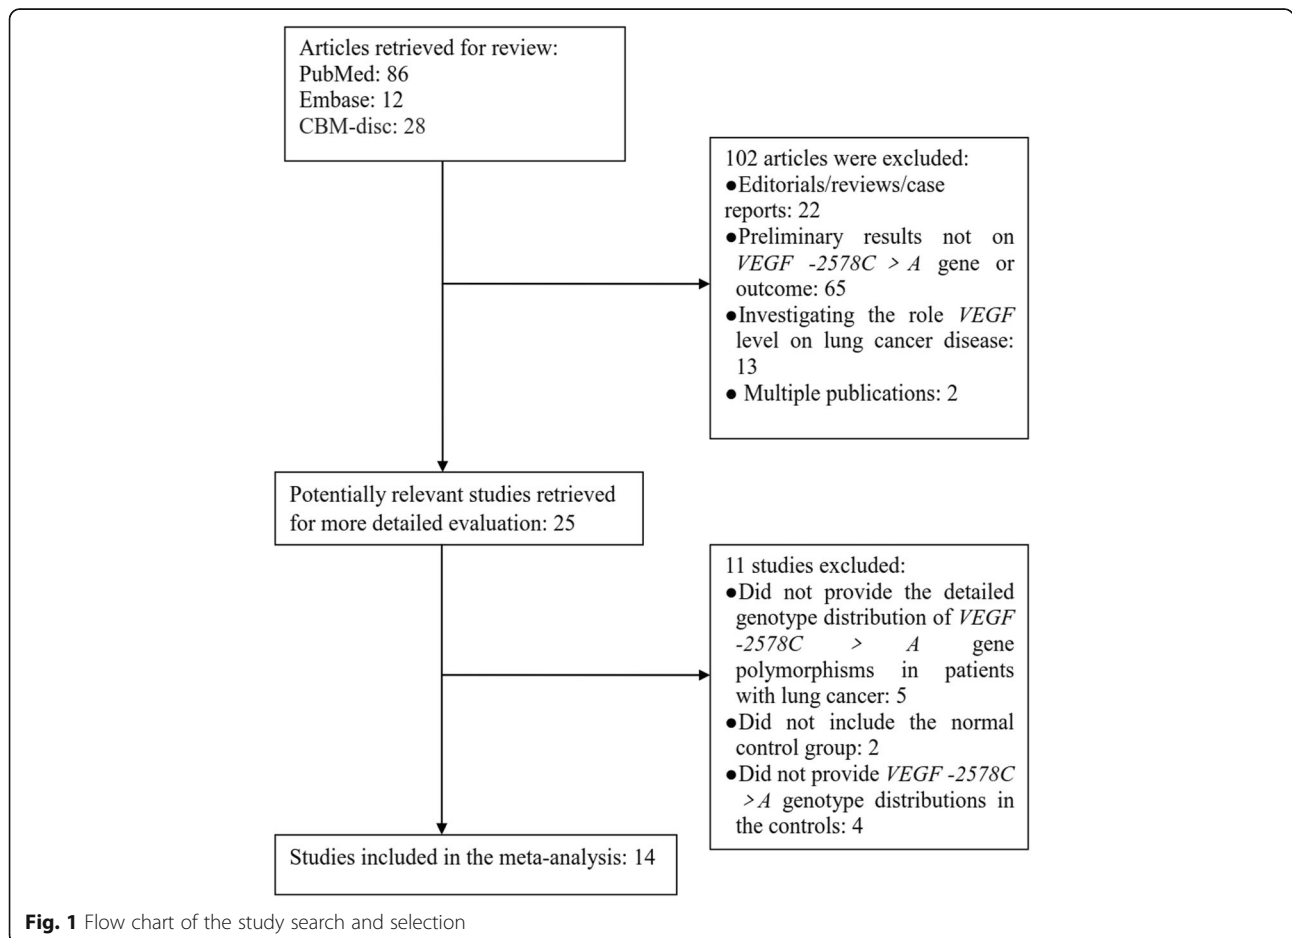 Articles retrieved for review:
PubMed: 86
Embase: 12
CBM-disc: 28
102 articles were excluded:
●Editorials/reviews/case
reports: 22
●Preliminary results not on
VEGF -2578C > A gene or
outcome: 65
●Investigating the role VEGF
level on lung cancer disease:
13
● Multiple publications: 2
Potentially relevant studies retrieved
for more detailed evaluation: 25
11 studies excluded:
●Did not provide the detailed
genotype distribution of VEGF
-2578C > A gene
polymorphisms in patients
with lung cancer: 5
●Did not include the normal
control group: 2
●Did not provide VEGF -2578C
>A genotype distributions in
the controls: 4
Studies included in the meta-analysis: 14
Fig. 1 Flow chart of the study search and selection